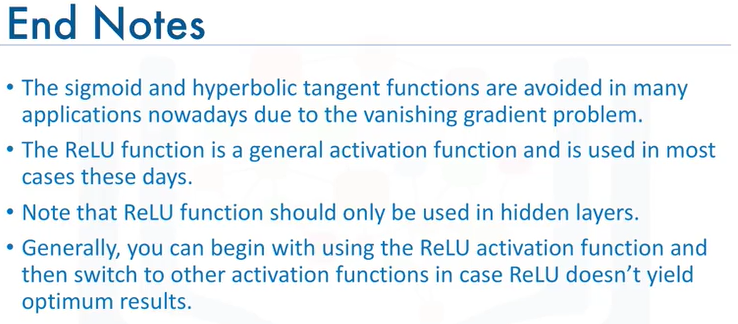 End Notes
• The sigmoid and hyperbolic tangent functions are avoided in many
applications nowadays due to the vanishing gradient problem.
• The ReLU function is a general activation function and is used in most
cases these days.
• Note that ReLU function should only be used in hidden layers.
• Generally, you can begin with using the ReLU activation function and
then switch to other activation functions in case ReLU doesn’t yield
optimum results.